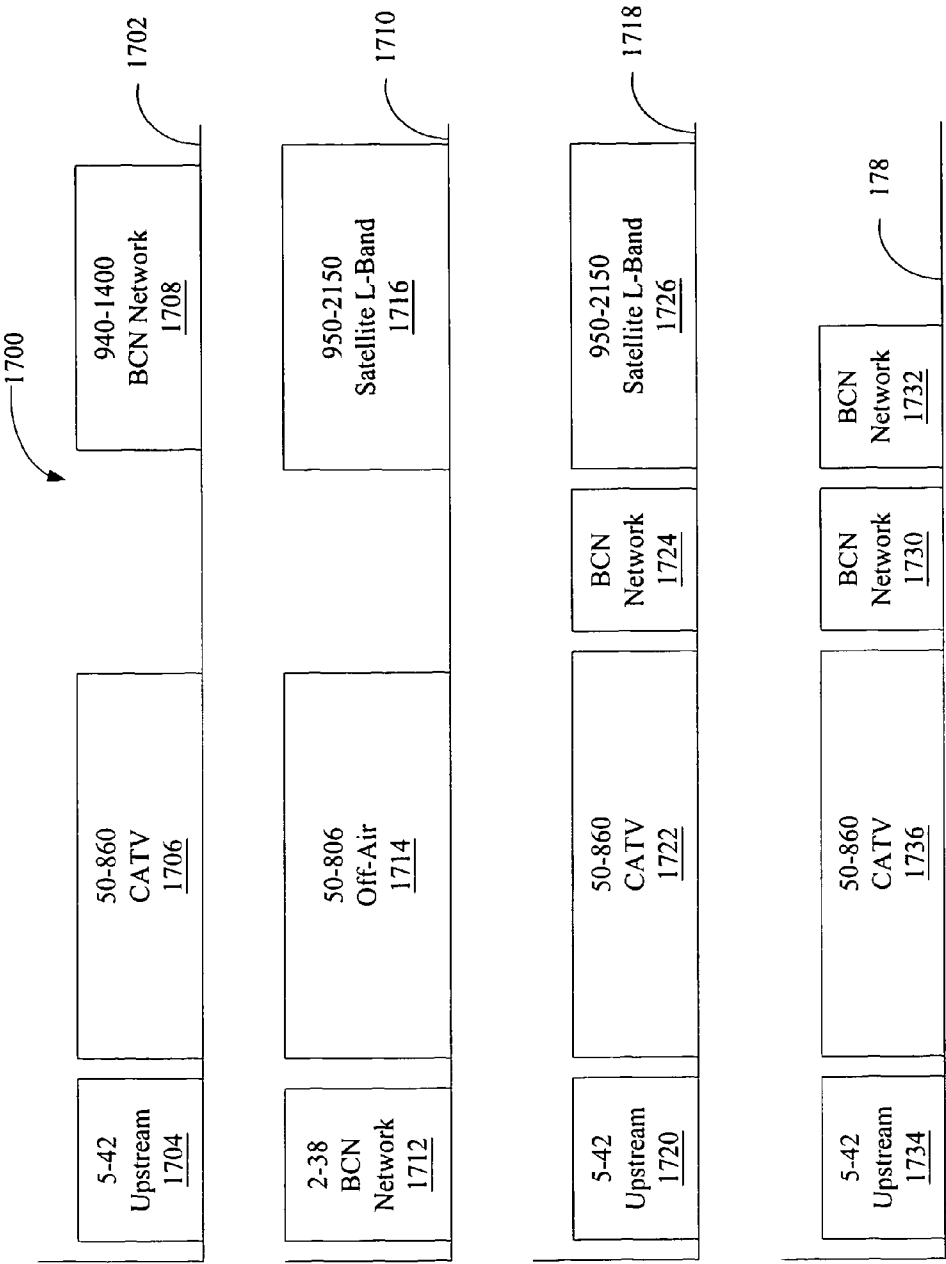 1700
5-42
Upstream
1704
50-860
CATV
1706
940-1400
BCN Network
1708
1702
2-38
BCN
Network
1712
50-806
Off-Air
1714
950-2150
Satellite L-Band
1716
1710
5-42
Upstream
1720
50-860
CATV
1722
BCN
Network
1724
950-2150
Satellite L-Band
1726
1718
5-42
Upstream
1734
50-860
CATV
1736
BCN
Network
1730
BCN
Network
1732
178